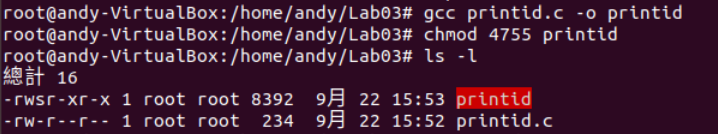 root@andy-VirtualBox:/home/andy/Lab03# gcc printid.c -o printid
root@andy-VirtualBox:/home/andy/Lab03# chmod 4755 printid
root@andy-VirtualBox:/home/andy/Lab03# ls -l
總計 16
-rwsr-xr-x 1 root root 8392  9月 22 15:53 printid
-rw-r--r-- 1 root root  234  9月 22 15:52 printid.c